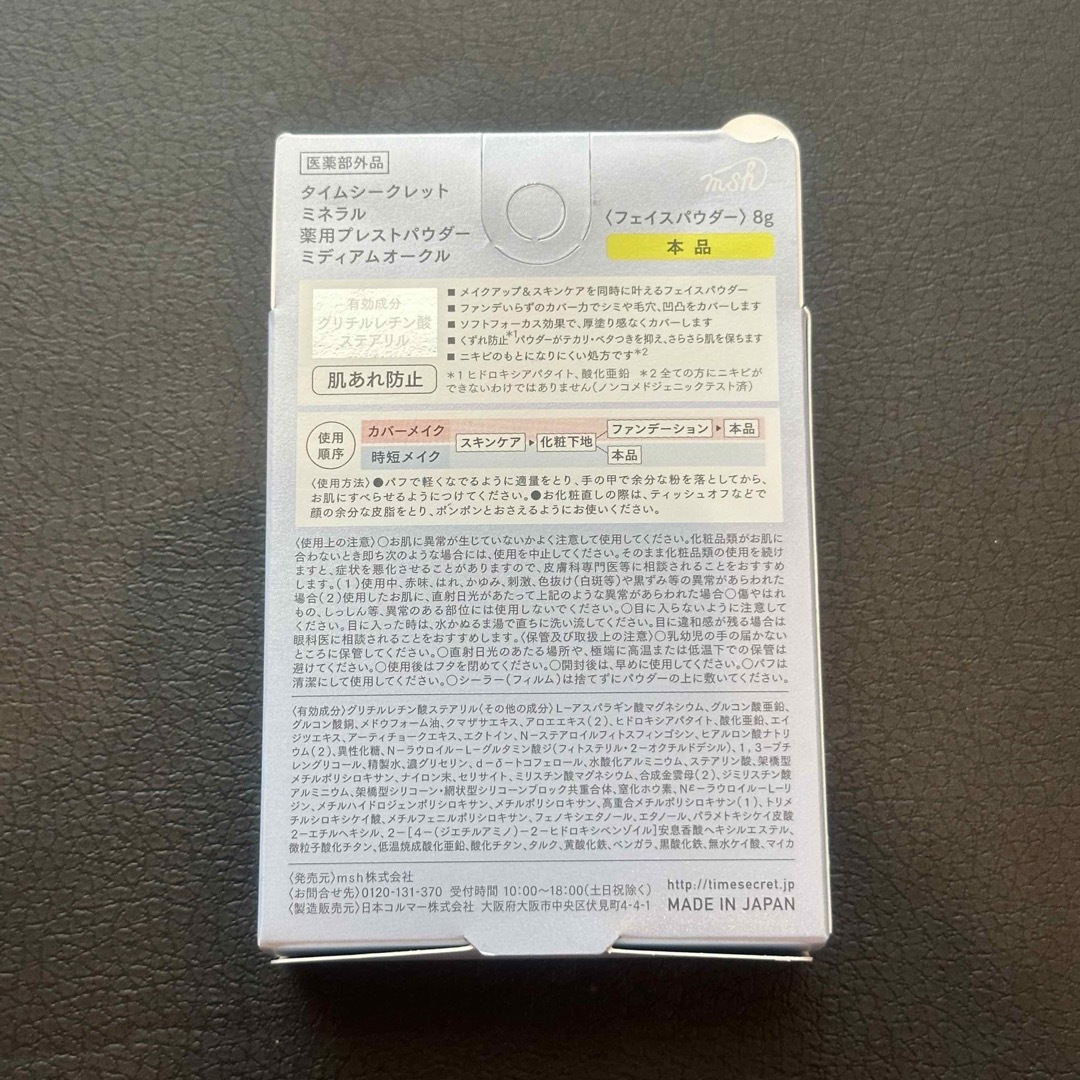 医薬部外品
タイムシークレット
ミネラル
薬用プレストパウダー
ミディアムオークル
msh
〈フェイスパウダー〉8g
本品
有効成分
グリチルレチン酸
ステアリル
肌あれ防止
■ メイクアップ&スキンケアを同時に叶えるフェイスパウダー
■ ファンデいらずのカバー力でシミや毛穴、凹凸をカバーします
■ ソフトフォーカス効果で、厚塗り感なくカバーします
■ くずれ防止*1パウダーがテカリ・ベタつきを抑え、さらさら肌を保ちます
■ ニキビのもとになりにくい処方です*2
*1 ヒドロキシアパタイト、酸化亜鉛 *2 全ての方にニキビが
できないわけではありません(ノンコメドジェニックテスト済)
使用
順序
カバーメイク
時短メイク
スキンケア
化粧下地
ファンデーション
本品
本品
〈使用方法〉●パフで軽くなでるように適量をとり、手の甲で余分な粉を落としてから、
お肌にすべらせるようにつけてください。●お化粧直しの際は、ティッシュオフなどで
顔の余分な皮脂をとり、ポンポンとおさえるようにお使いください。
〈使用上の注意〉○お肌に異常が生じていないかよく注意して使用してください。化粧品類がお肌に
合わないとき即ち次のような場合には、使用を中止してください。そのまま化粧品類の使用を続け
ますと、症状を悪化させることがありますので、皮膚科専門医等に相談されることをおすすめ
します。(1)使用中、赤味、はれ、かゆみ、刺激、色抜け(白斑等)や黒ずみ等の異常があらわれた
場合(2)使用したお肌に、直射日光があたって上記のような異常があらわれた場合○傷やはれ
もの、しっしん等、異常のある部位には使用しないでください。○目に入らないように注意して
ください。目に入った時は、水かぬるま湯で直ちに洗い流してください。目に違和感が残る場合は
眼科医に相談されることをおすすめします。〈保管及び取扱上の注意〉○乳幼児の手の届かない
ところに保管してください。○直射日光のあたる場所や、極端に高温または低温下での保管は
避けてください。○使用後はフタを閉めてください。○開封後は、早めに使用してください。○パフは
清潔にして使用してください。○シーラー(フィルム)は捨てずにパウダーの上に敷いてください。
〈有効成分〉グリチルレチン酸ステアリル〈その他の成分〉L-アスパラギン酸マグネシウム、グルコン酸亜鉛、
グルコン酸銅、メドウフォーム油、クマザサエキス、アロエエキス(2)、ヒドロキシアパタイト、酸化亜鉛、エイ
ジツエキス、アーティチョークエキス、エクトイン、N-ステアロイルフィトスフィンゴシン、ヒアルロン酸ナトリ
ウム(2)、異性化糖、N-ラウロイル-L-グルタミン酸ジ(フィトステリル・2-オクチルドデシル)、1,3-ブチ
レングリコール、精製水、濃グリセリン、d-δ-トコフェロール、水酸化アルミニウム、ステアリン酸、架橋型
メチルポリシロキサン、ナイロン末、セリサイト、ミリスチン酸マグネシウム、合成金雲母(2)、ジミリスチン酸
アルミニウム、架橋型シリコーン・網状型シリコーンブロック共重合体、窒化ホウ素、Nε-ラウロイル-L-リ
ジン、メチルハイドロジェンポリシロキサン、メチルポリシロキサン、高重合メチルポリシロキサン(1)、トリメ
チルシロキシケイ酸、メチルフェニルポリシロキサン、フェノキシエタノール、エタノール、パラメトキシケイ皮酸
2-エチルヘキシル、2-[4-(ジエチルアミノ)-2-ヒドロキシベンゾイル]安息香酸ヘキシルエステル、
微粒子酸化チタン、低温焼成酸化亜鉛、酸化チタン、タルク、黄酸化鉄、ベンガラ、黒酸化鉄、無水ケイ酸、マイカ
〈発売元〉msh株式会社
〈お問合せ先〉0120-131-370 受付時間 10:00~18:00(土日祝除く)
〈製造販売元〉日本コルマー株式会社 大阪府大阪市中央区伏見町4-4-1
http://timesecret.jp
MADE IN JAPAN